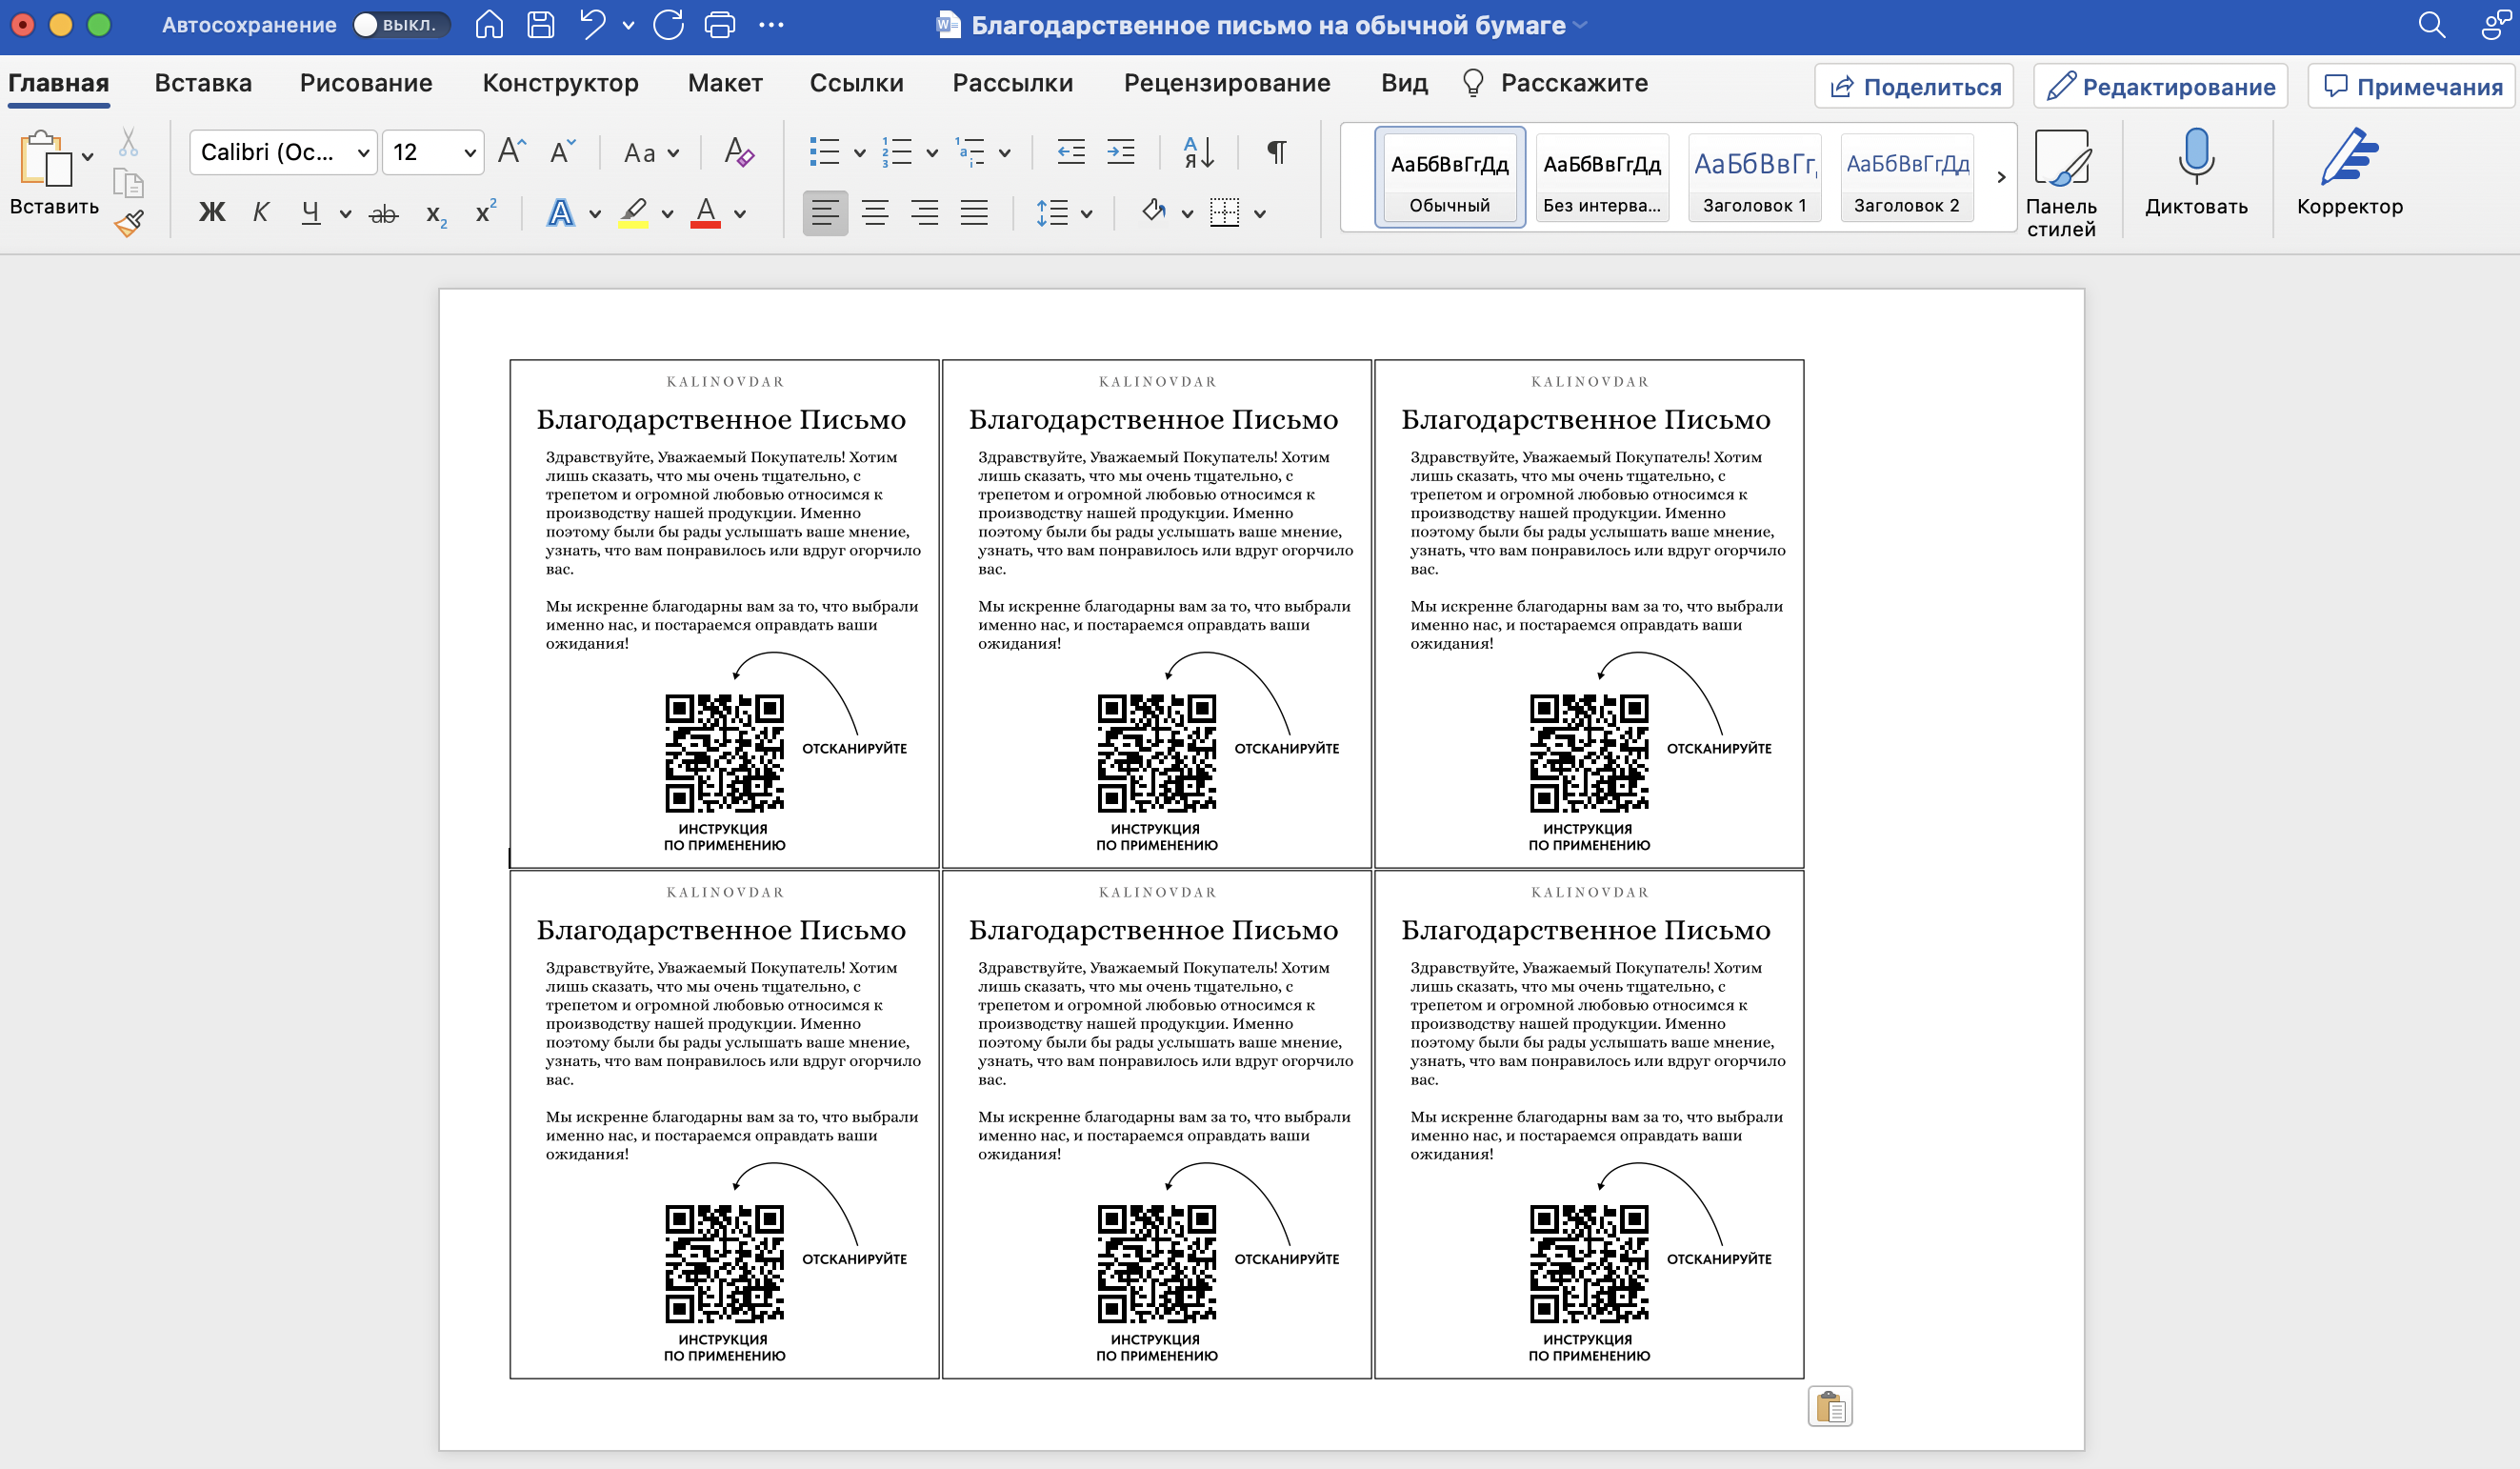 Автосохранение ВЫКЛ. Благодарственное письмо на обычной бумаге
Главная Вставка Рисование Конструктор Макет Ссылки Рассылки Рецензирование Вид Расскажите Поделиться Редактирование Примечания
Вставить
Calibri (Ос... 12 Aa
Ж К Ч ab x2 x2 А А
АаБбВвГгДд АаБбВвГгДд АаБбВвГг, АаБбВвГгДд
Обычный Без интерва... Заголовок 1 Заголовок 2
Панель стилей
Диктовать
Корректор
KALINOVDAR
Благодарственное Письмо
Здравствуйте, Уважаемый Покупатель! Хотим
лишь сказать, что мы очень тщательно, с
трепетом и огромной любовью относимся к
производству нашей продукции. Именно
поэтому были бы рады услышать ваше мнение,
узнать, что вам понравилось или вдруг огорчило
вас.
Мы искренне благодарны вам за то, что выбрали
именно нас, и постараемся оправдать ваши
ожидания!
ОТСКАНИРУЙТЕ
ИНСТРУКЦИЯ
ПО ПРИМЕНЕНИЮ
KALINOVDAR
Благодарственное Письмо
Здравствуйте, Уважаемый Покупатель! Хотим
лишь сказать, что мы очень тщательно, с
трепетом и огромной любовью относимся к
производству нашей продукции. Именно
поэтому были бы рады услышать ваше мнение,
узнать, что вам понравилось или вдруг огорчило
вас.
Мы искренне благодарны вам за то, что выбрали
именно нас, и постараемся оправдать ваши
ожидания!
ОТСКАНИРУЙТЕ
ИНСТРУКЦИЯ
ПО ПРИМЕНЕНИЮ
KALINOVDAR
Благодарственное Письмо
Здравствуйте, Уважаемый Покупатель! Хотим
лишь сказать, что мы очень тщательно, с
трепетом и огромной любовью относимся к
производству нашей продукции. Именно
поэтому были бы рады услышать ваше мнение,
узнать, что вам понравилось или вдруг огорчило
вас.
Мы искренне благодарны вам за то, что выбрали
именно нас, и постараемся оправдать ваши
ожидания!
ОТСКАНИРУЙТЕ
ИНСТРУКЦИЯ
ПО ПРИМЕНЕНИЮ
KALINOVDAR
Благодарственное Письмо
Здравствуйте, Уважаемый Покупатель! Хотим
лишь сказать, что мы очень тщательно, с
трепетом и огромной любовью относимся к
производству нашей продукции. Именно
поэтому были бы рады услышать ваше мнение,
узнать, что вам понравилось или вдруг огорчило
вас.
Мы искренне благодарны вам за то, что выбрали
именно нас, и постараемся оправдать ваши
ожидания!
ОТСКАНИРУЙТЕ
ИНСТРУКЦИЯ
ПО ПРИМЕНЕНИЮ
KALINOVDAR
Благодарственное Письмо
Здравствуйте, Уважаемый Покупатель! Хотим
лишь сказать, что мы очень тщательно, с
трепетом и огромной любовью относимся к
производству нашей продукции. Именно
поэтому были бы рады услышать ваше мнение,
узнать, что вам понравилось или вдруг огорчило
вас.
Мы искренне благодарны вам за то, что выбрали
именно нас, и постараемся оправдать ваши
ожидания!
ОТСКАНИРУЙТЕ
ИНСТРУКЦИЯ
ПО ПРИМЕНЕНИЮ
KALINOVDAR
Благодарственное Письмо
Здравствуйте, Уважаемый Покупатель! Хотим
лишь сказать, что мы очень тщательно, с
трепетом и огромной любовью относимся к
производству нашей продукции. Именно
поэтому были бы рады услышать ваше мнение,
узнать, что вам понравилось или вдруг огорчило
вас.
Мы искренне благодарны вам за то, что выбрали
именно нас, и постараемся оправдать ваши
ожидания!
ОТСКАНИРУЙТЕ
ИНСТРУКЦИЯ
ПО ПРИМЕНЕНИЮ